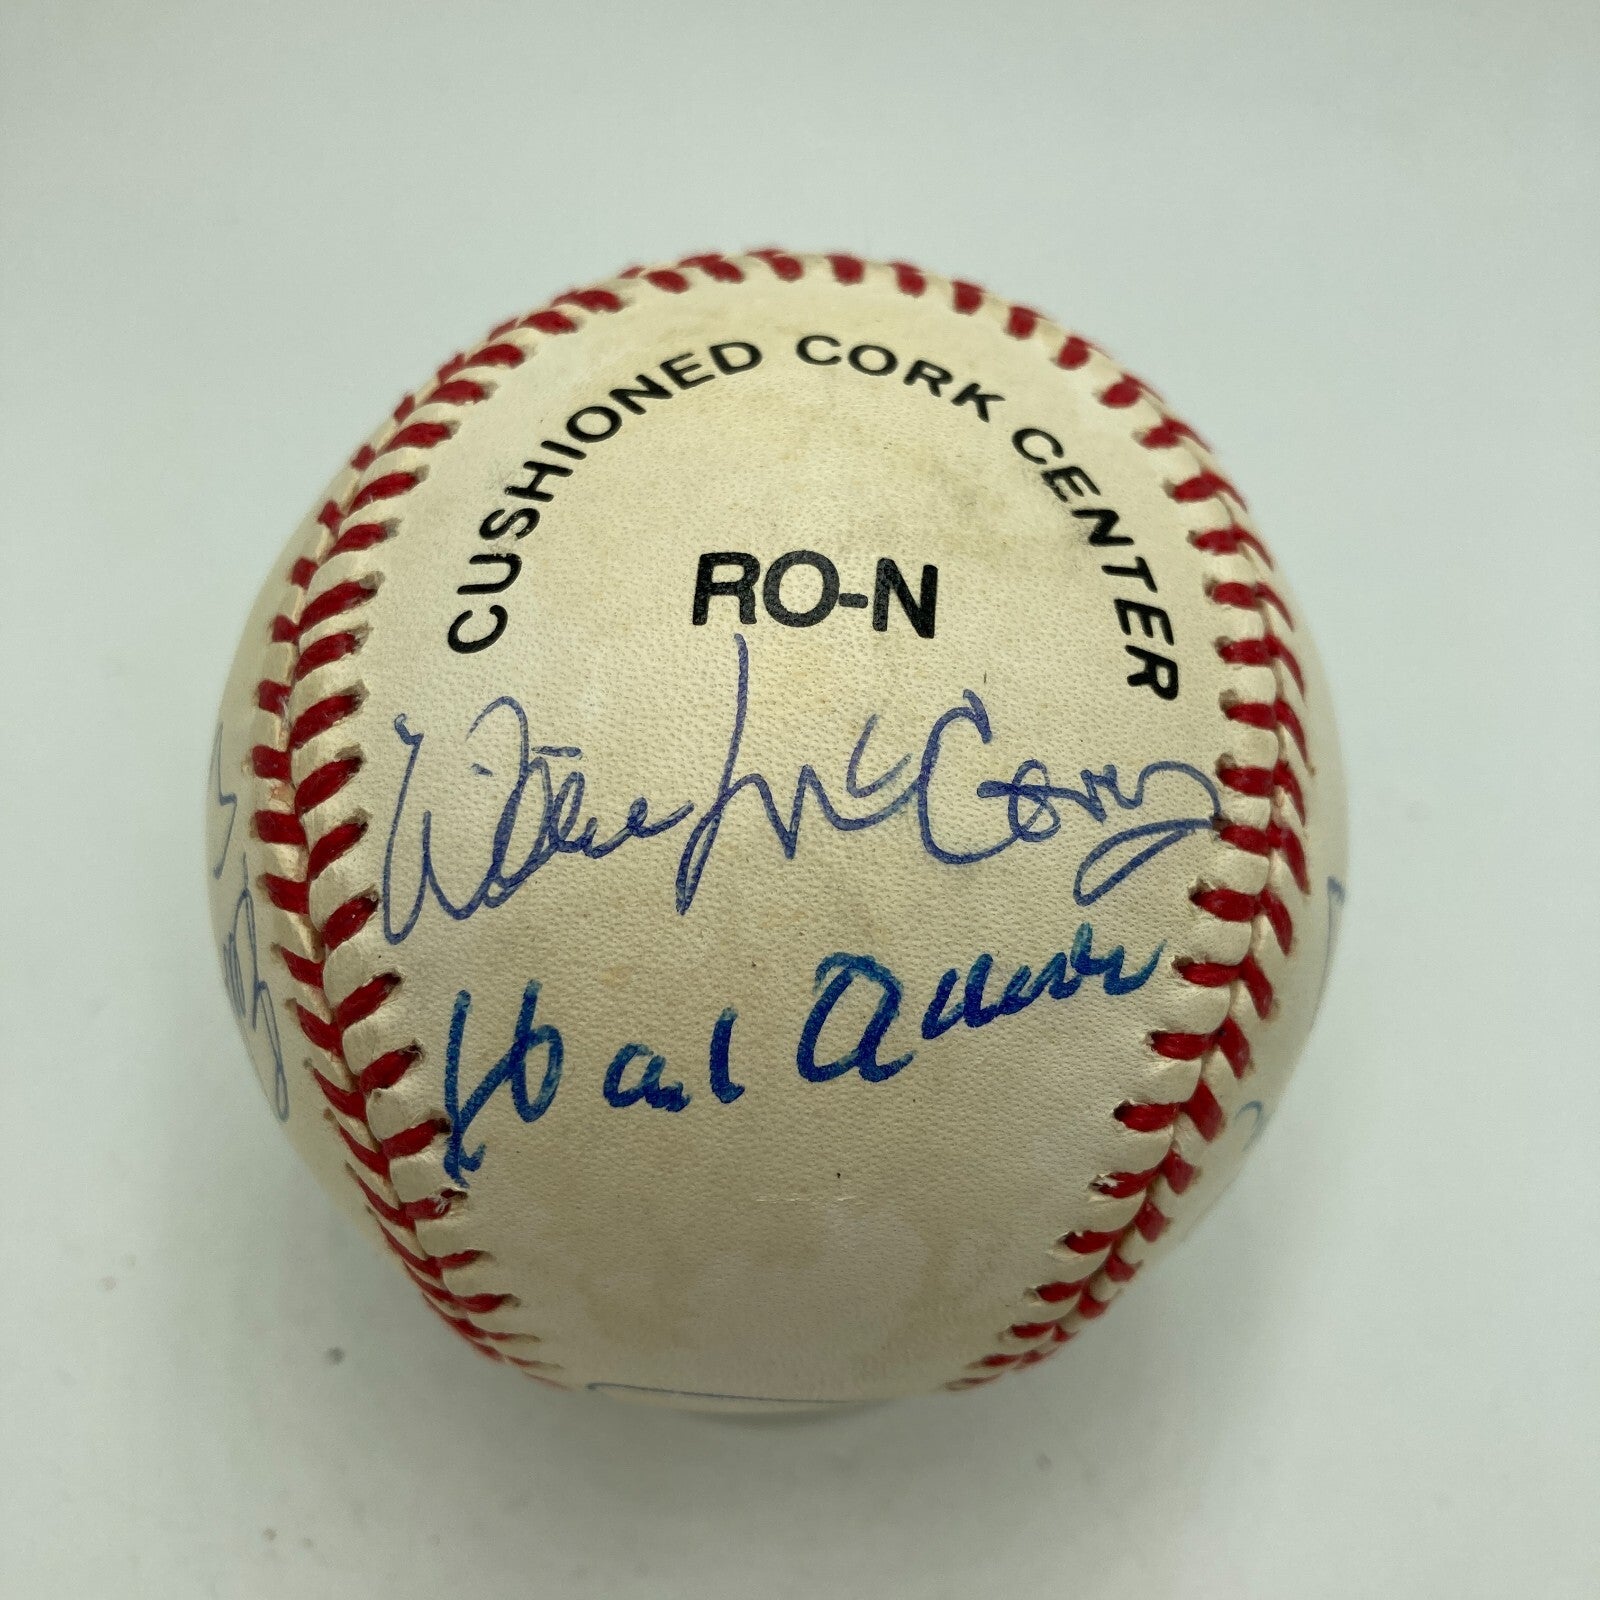 CUSHIONED CORK CENTER
RO-N
Willie McCovey
Hank Aaron